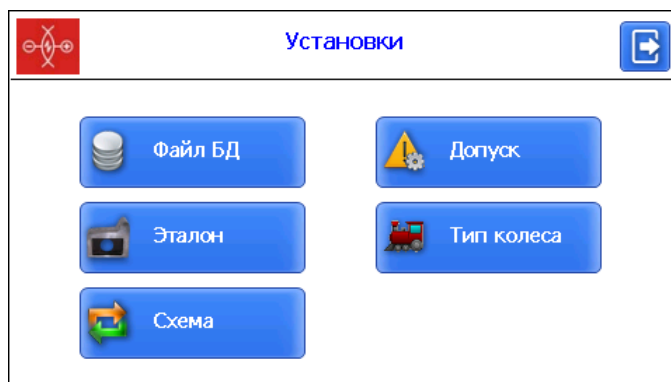 Установки
Файл БД
Допуск
Эталон
Тип колеса
Схема